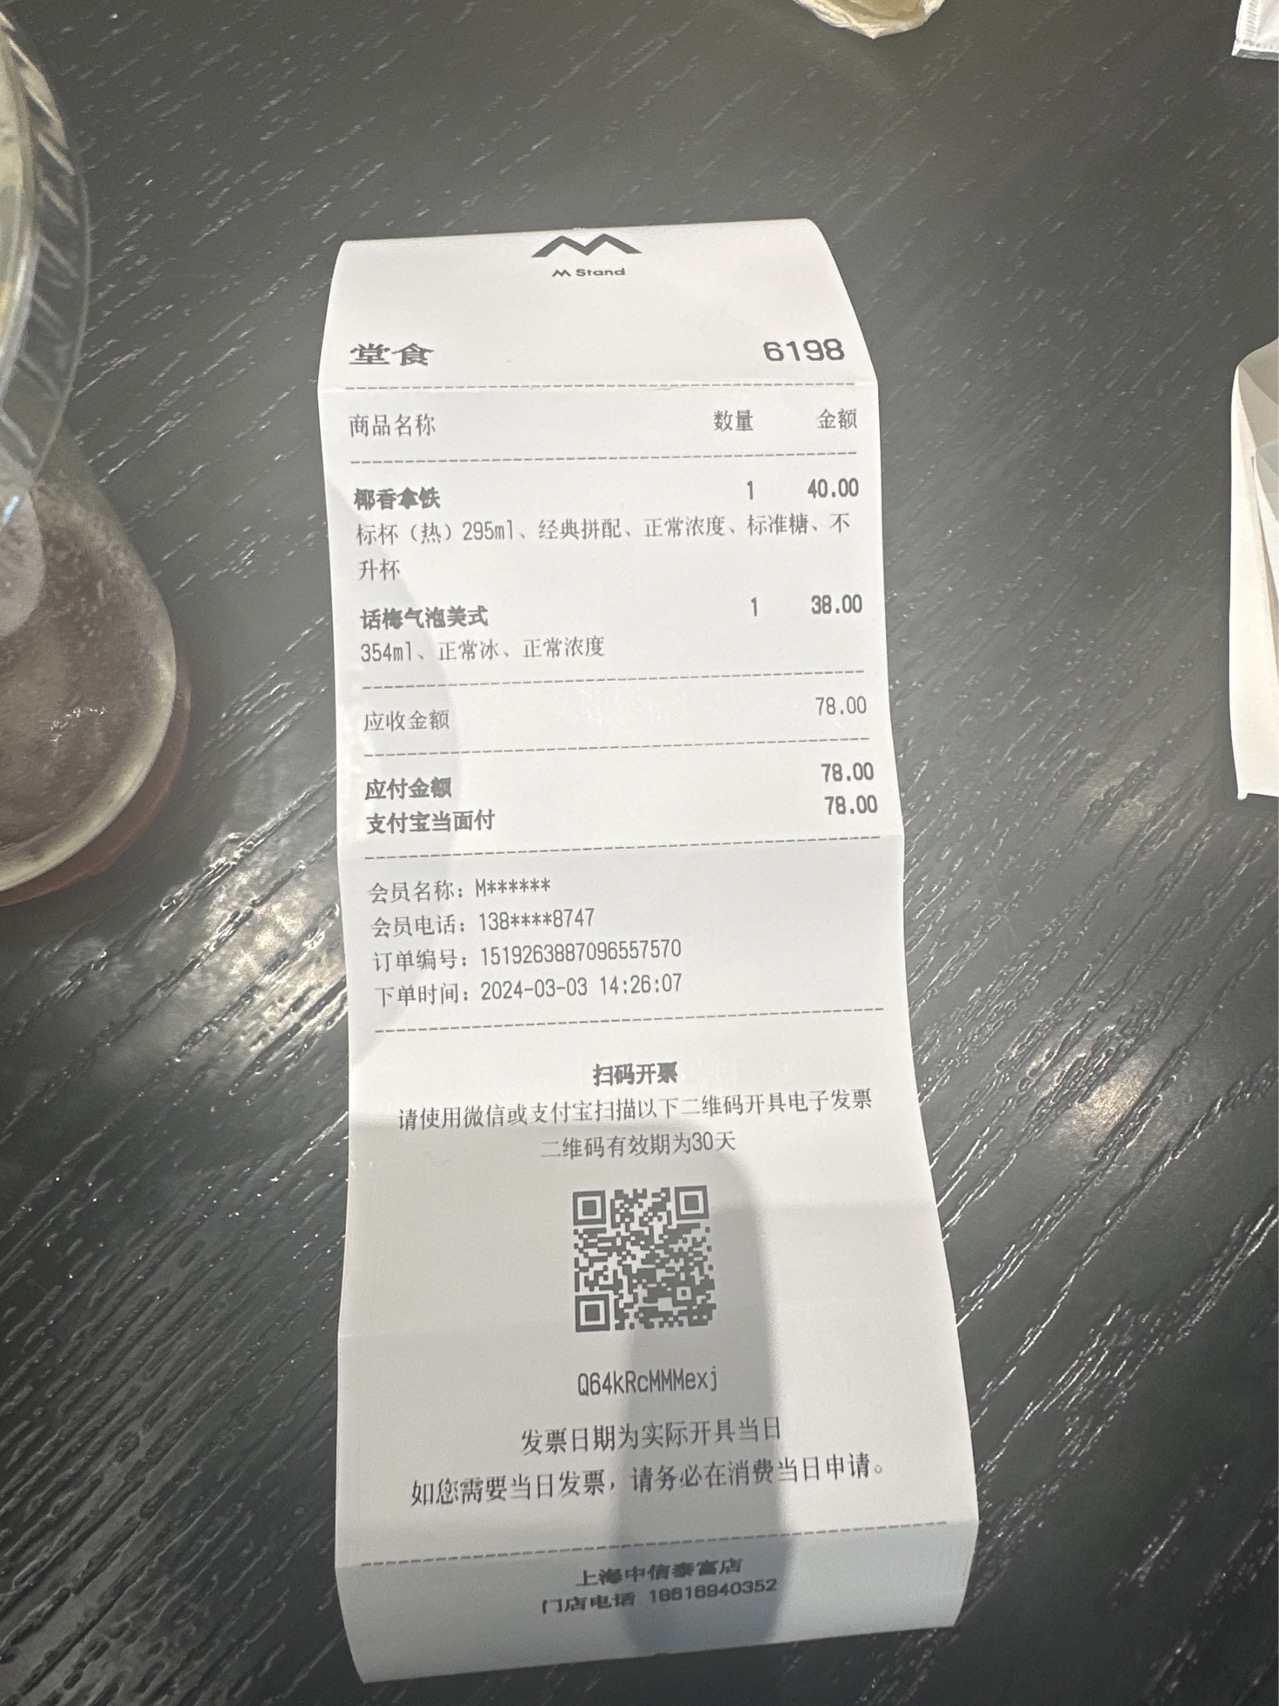 M Stand
堂食 6198
商品名称 数量 金额
椰香拿铁 1 40.00
标杯（热）295ml、经典拼配、正常浓度、标准糖、不
升杯
话梅气泡美式 1 38.00
354ml、正常冰、正常浓度
应收金额 78.00
应付金额 78.00
支付宝当面付 78.00
会员名称：M******
会员电话：138****8747
订单编号：1519263887096557570
下单时间：2024-03-03 14:26:07
扫码开票
请使用微信或支付宝扫描以下二维码开具电子发票
二维码有效期为30天
Q64kRcMMMexj
发票日期为实际开具当日
如您需要当日发票，请务必在消费当日申请。
上海中信泰富店
门店电话 18616940352